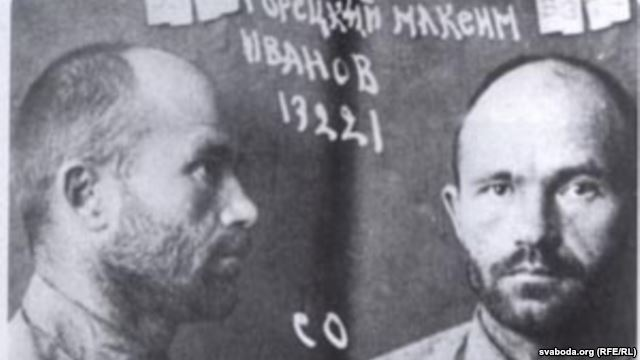 ГОРЕЦКИЙ МАКСИМ
ИВАНОВ
13221
СО
svaboda.org (RFE/RL)